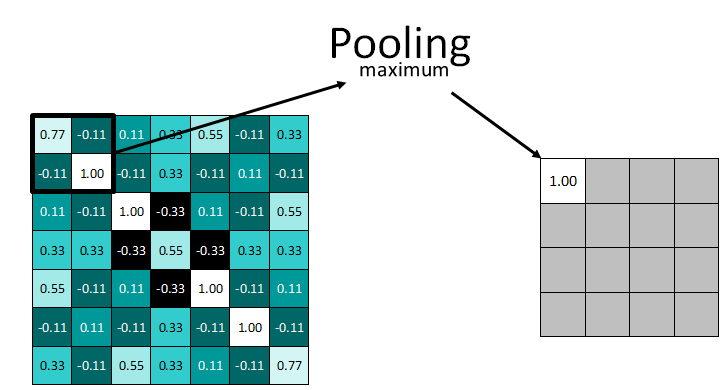 Pooling
maximum
0.77 -0.11 0.11 0.33 0.55 -0.11 0.33
-0.11 1.00 -0.11 0.33 -0.11 0.11 -0.11
0.11 -0.11 1.00 -0.33 0.11 -0.11 0.55
0.33 0.33 -0.33 0.55 -0.33 0.33 0.33
0.55 -0.11 0.11 -0.33 1.00 -0.11 0.11
-0.11 0.11 -0.11 0.33 -0.11 1.00 -0.11
0.33 -0.11 0.55 0.33 0.11 -0.11 0.77
1.00